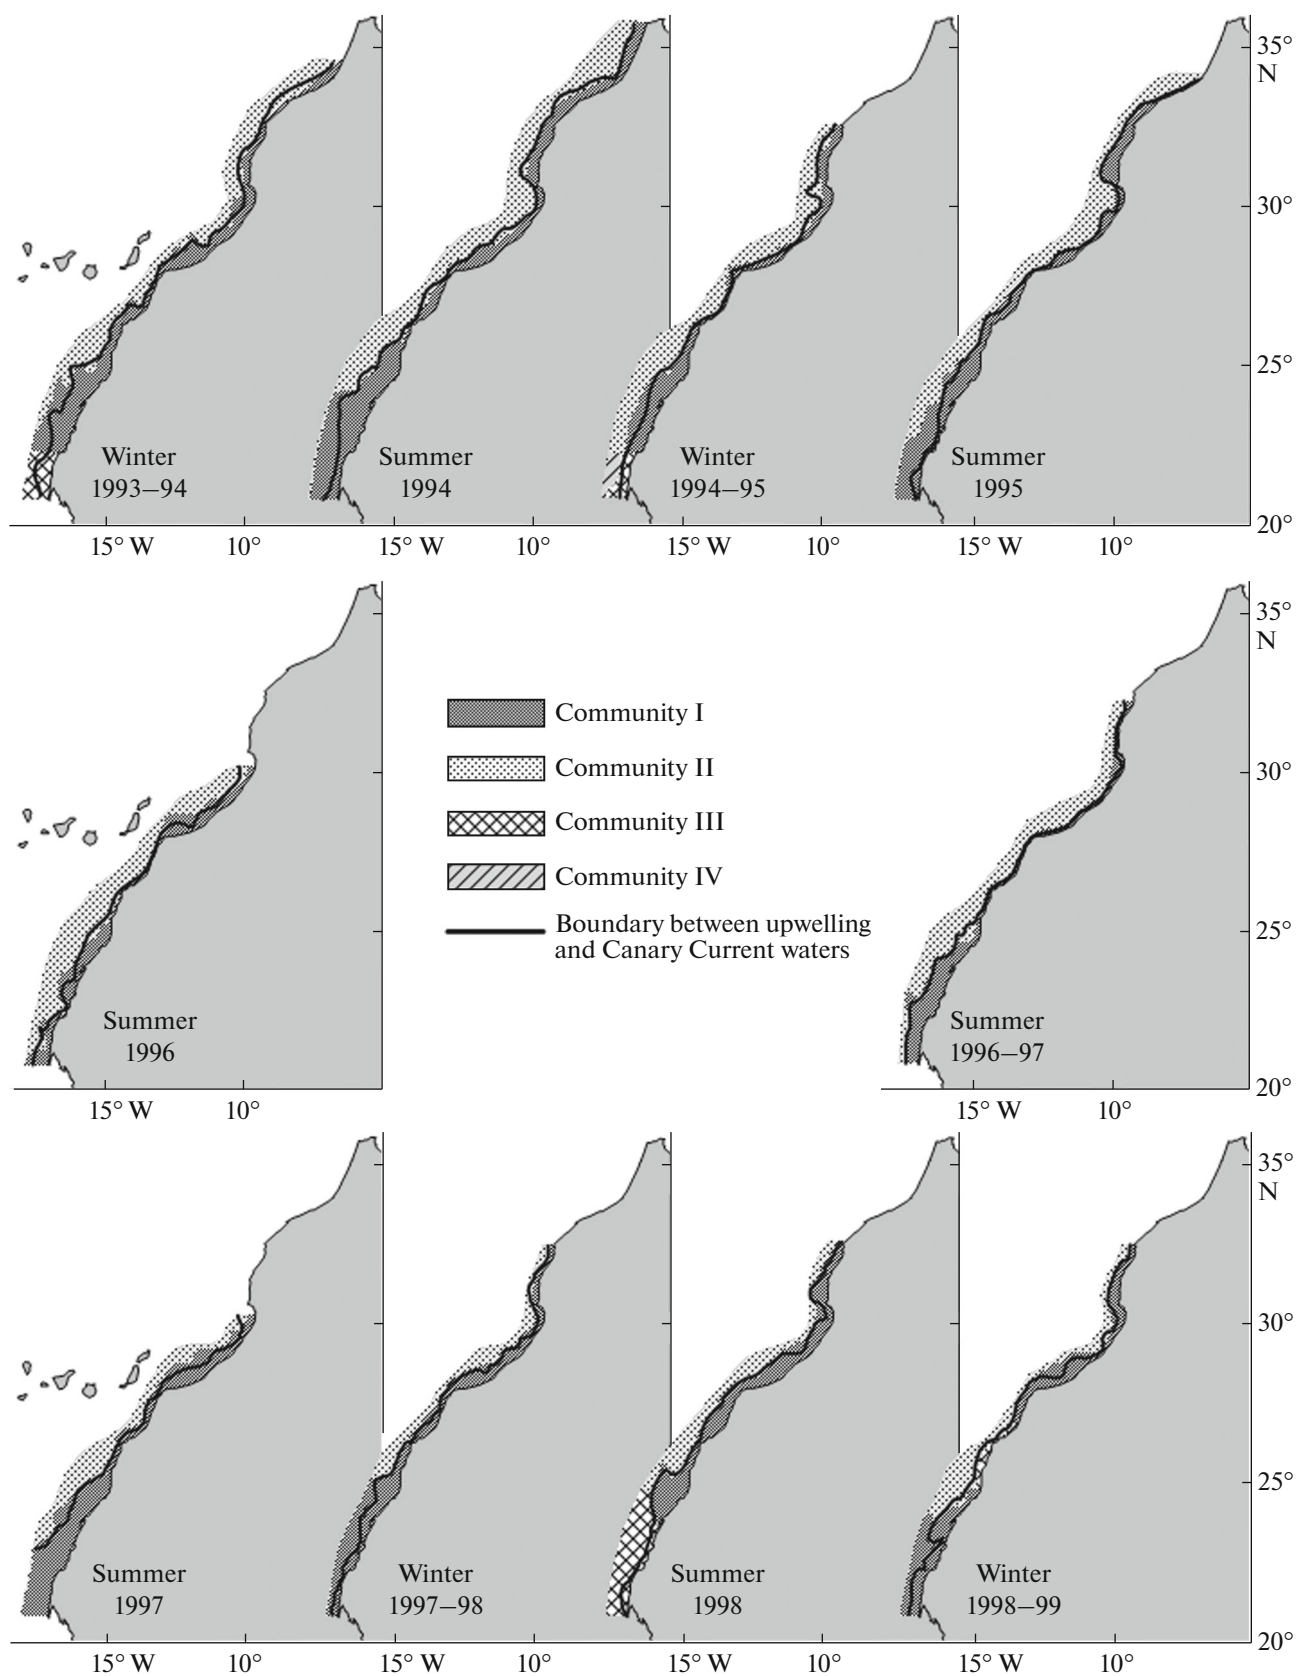 35°
N
30°
25°
Winter
1993–94
Summer
1994
Winter
1994–95
Summer
1995
20°
15° W
10°
15° W
10°
15° W
10°
15° W
10°
35°
N
Community I
Community II
30°
Community III
Community IV
Boundary between upwelling
and Canary Current waters
25°
Summer
1996
Summer
1996–97
20°
15° W
10°
15° W
10°
35°
N
30°
25°
Summer
1997
Winter
1997–98
Summer
1998
Winter
1998–99
20°
15° W
10°
15° W
10°
15° W
10°
15° W
10°